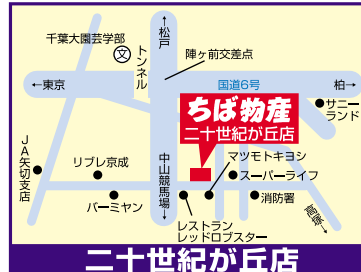 千葉大園芸学部
文
トンネル
←松戸
陣ヶ前交差点
←東京
国道6号
柏→
サニー
ランド
ちば物産
二十世紀が丘店
JA矢切支店
リブレ京成
中山競馬場→
マツモトキヨシ
スーパーライフ
バーミヤン
消防署
高塚→
レストラン
レッドロブスター
二十世紀が丘店